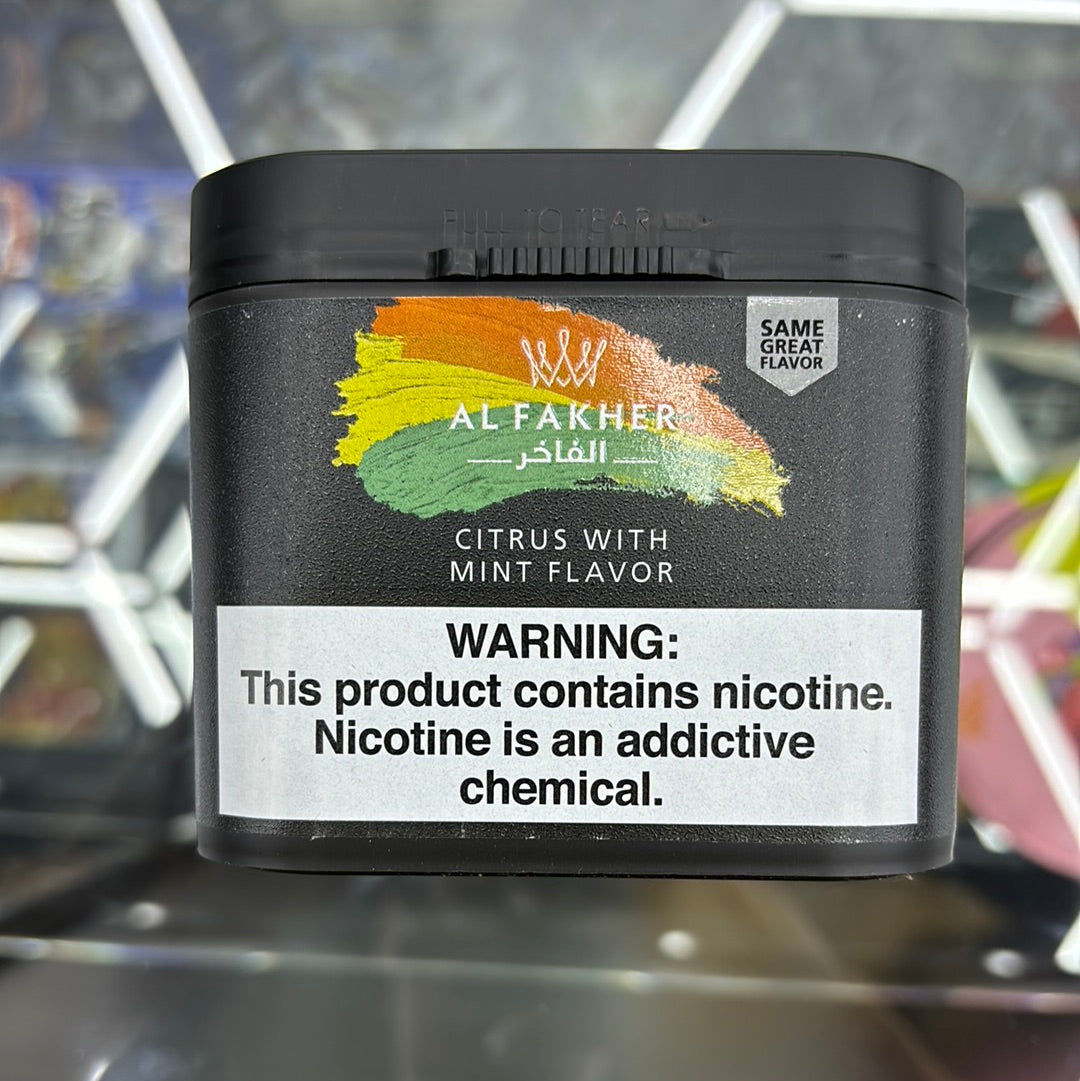 PULL TO TEAR
SAME
GREAT
FLAVOR
AL FAKHER
الفاخر
CITRUS WITH
MINT FLAVOR
WARNING:
This product contains nicotine.
Nicotine is an addictive
chemical.